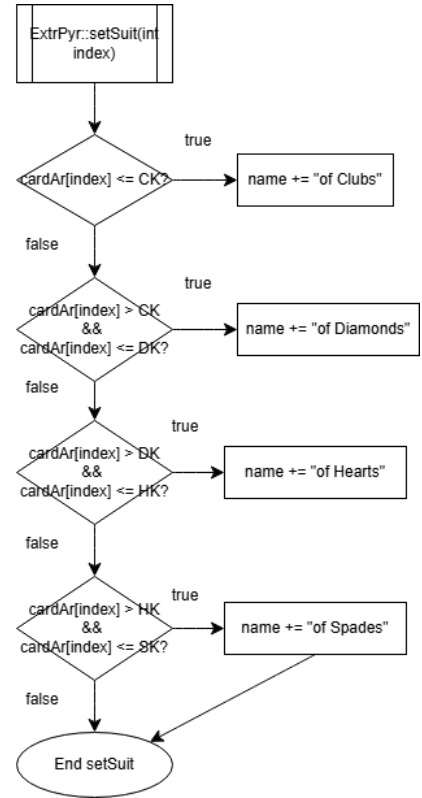 ExtrPyr::setSuit(int
index)
true
cardAr[index] <= CK?
name += "of Clubs"
false
true
cardAr[index] > CK
&&
cardAr[index] <= DK?
name += "of Diamonds"
false
true
cardAr[index] > DK
&&
cardAr[index] <= HK?
name += "of Hearts"
false
true
cardAr[index] > HK
&&
cardAr[index] <= SK?
name += "of Spades"
false
End setSuit